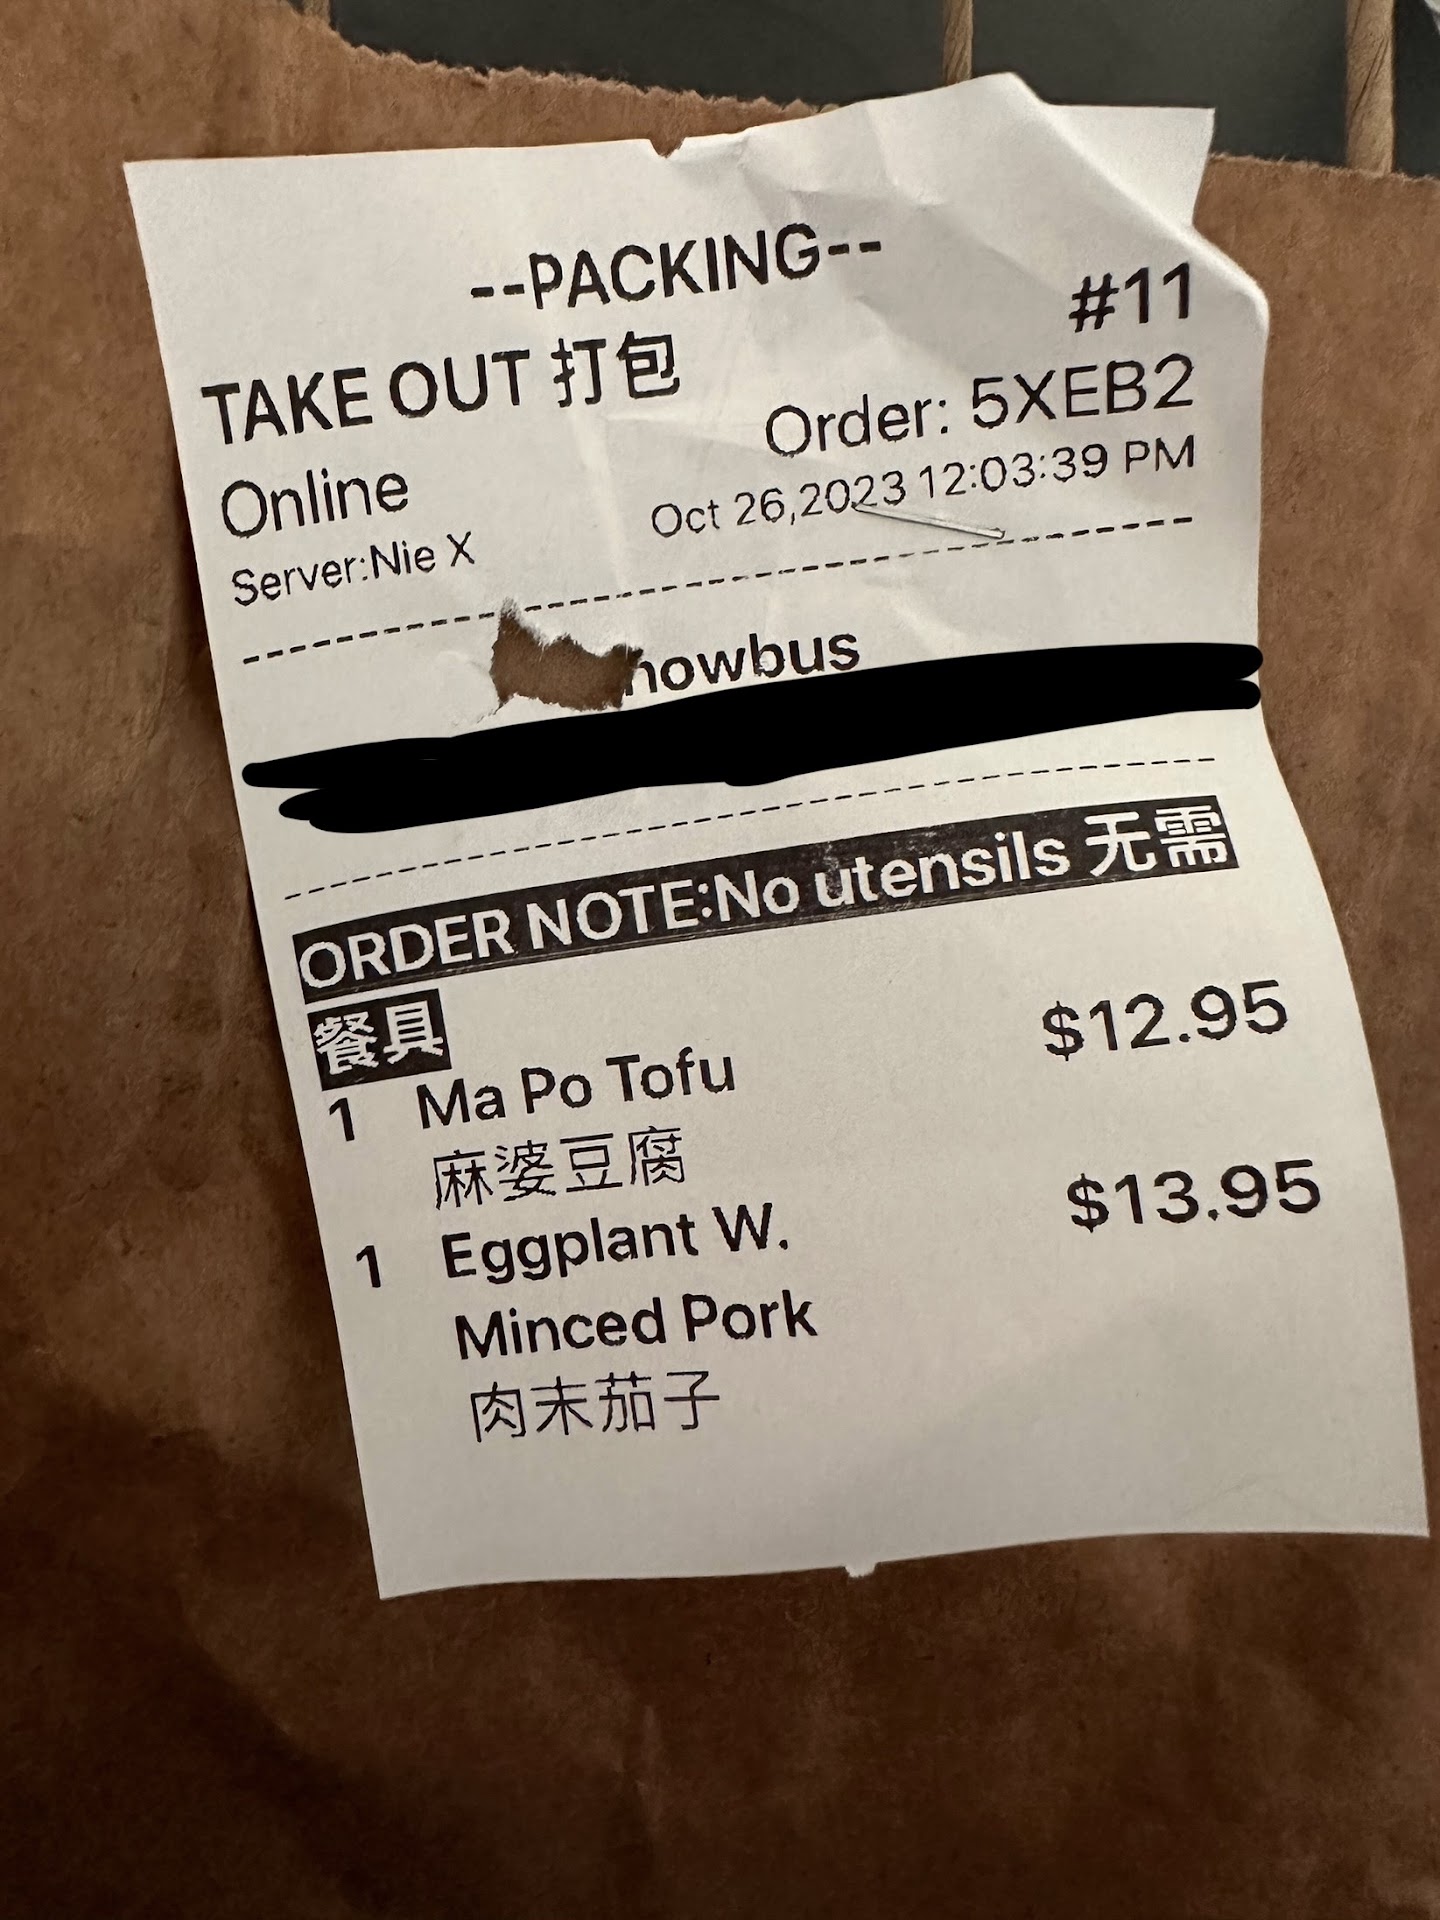 --PACKING--
#11
TAKE OUT 打包
Order: 5XEB2
Online
Oct 26,2023 12:03:39 PM
Server:Nie X
howbus
ORDER NOTE:No utensils 无需
餐具
1 Ma Po Tofu $12.95
麻婆豆腐
1 Eggplant W. $13.95
Minced Pork
肉末茄子